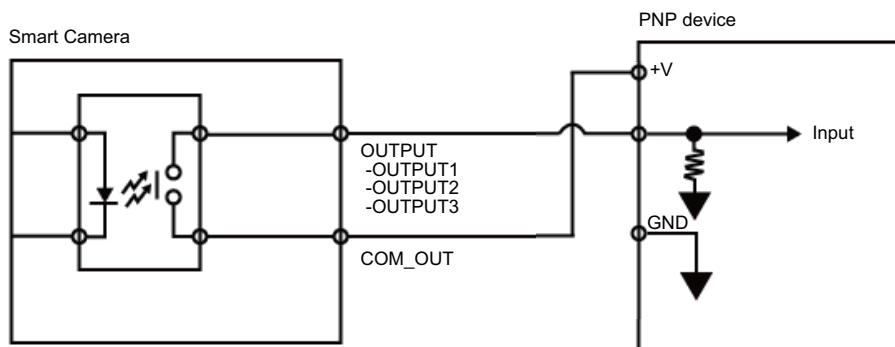 PNP device
Smart Camera
+V
Input
OUTPUT
-OUTPUT1
-OUTPUT2
-OUTPUT3
GND
COM_OUT